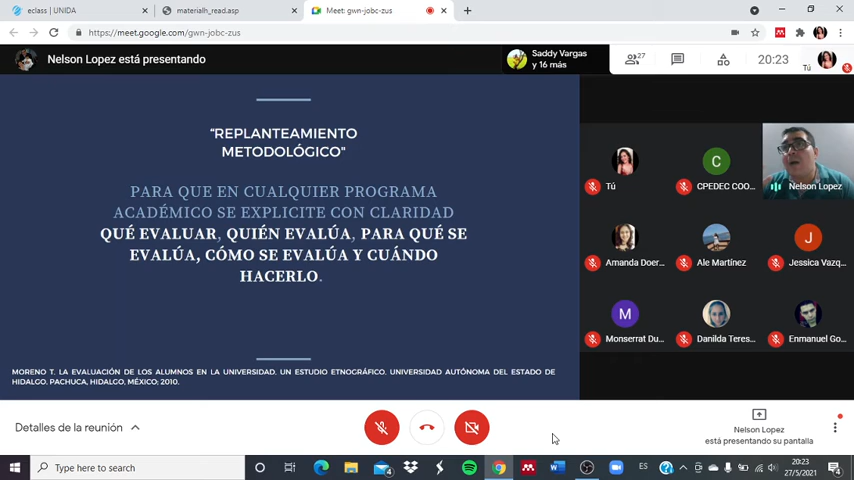 eclass | UNIDA
materialh_read.asp
Meet: gwn-jobc-zus
https://meet.google.com/gwn-jobc-zus
Nelson Lopez está presentando
Saddy Vargas
y 16 más
27
20:23
Tú
"REPLANTEAMIENTO
METODOLÓGICO"
PARA QUE EN CUALQUIER PROGRAMA
ACADÉMICO SE EXPLICITE CON CLARIDAD
QUÉ EVALUAR, QUIÉN EVALÚA, PARA QUÉ SE
EVALÚA, CÓMO SE EVALÚA Y CUÁNDO
HACERLO.
MORENO T. LA EVALUACIÓN DE LOS ALUMNOS EN LA UNIVERSIDAD. UN ESTUDIO ETNOGRÁFICO. UNIVERSIDAD AUTÓNOMA DEL ESTADO DE
HIDALGO. PACHUCA, HIDALGO, MÉXICO; 2010.
Tú
C
CPEDEC COO...
Nelson Lopez
Amanda Doer...
Ale Martínez
J
Jessica Vazq...
M
Monserrat Du...
Danilda Teres...
Enmanuel Go...
Detalles de la reunión
Nelson Lopez
está presentando su pantalla
Type here to search
4
W
ES
20:23
27/5/2021
4